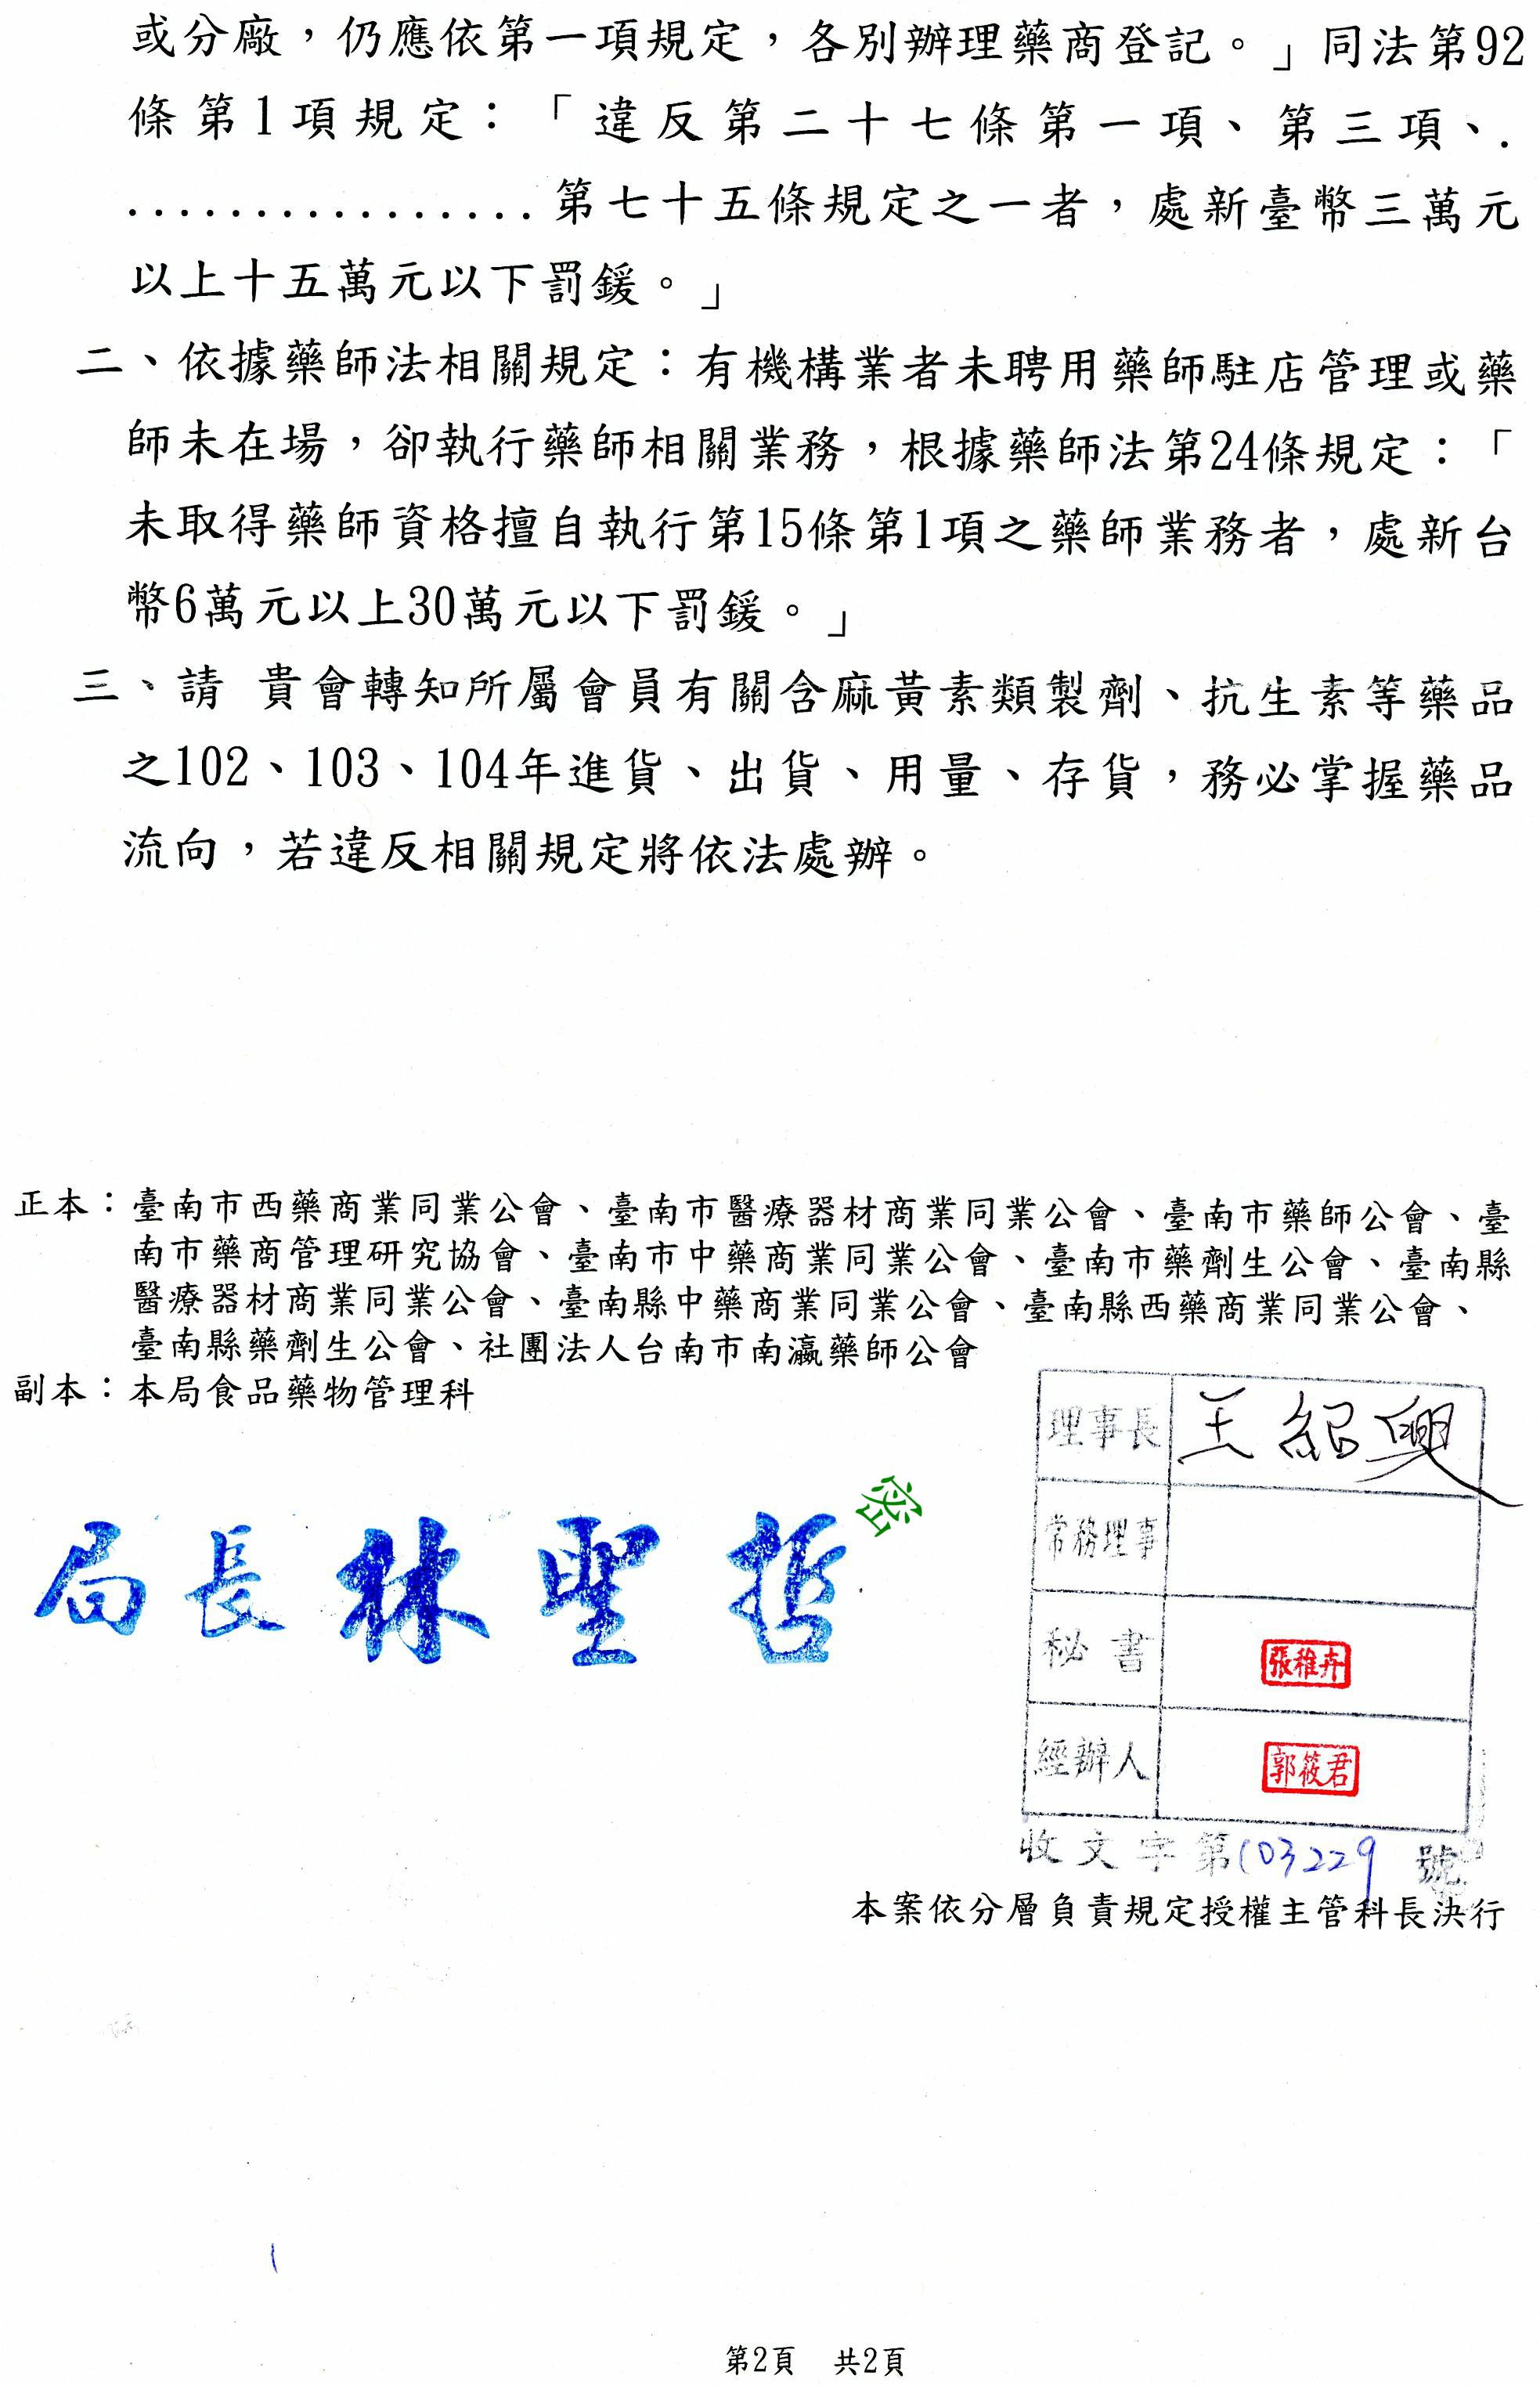 或分廠，仍應依第一項規定，各別辦理藥商登記。」同法第92
條第1項規定：「違反第二十七條第一項、第三項、.
................第七十五條規定之一者，處新臺幣三萬元
以上十五萬元以下罰鍰。」
二、依據藥師法相關規定：有機構業者未聘用藥師駐店管理或藥
師未在場，卻執行藥師相關業務，根據藥師法第24條規定：「
未取得藥師資格擅自執行第15條第1項之藥師業務者，處新台
幣6萬元以上30萬元以下罰鍰。」
三、請 貴會轉知所屬會員有關含麻黃素類製劑、抗生素等藥品
之102、103、104年進貨、出貨、用量、存貨，務必掌握藥品
流向，若違反相關規定將依法處辦。
正本：臺南市西藥商業同業公會、臺南市醫療器材商業同業公會、臺南市藥師公會、臺
南市藥商管理研究協會、臺南市中藥商業同業公會、臺南市藥劑生公會、臺南縣
醫療器材商業同業公會、臺南縣中藥商業同業公會、臺南縣西藥商業同業公會、
臺南縣藥劑生公會、社團法人台南市南瀛藥師公會
副本：本局食品藥物管理科
理事長 王紹興
局長林聖哲 密
常務理事
秘書 張稚卉
經辦人 郭筱君
收文字第103229號
本案依分層負責規定授權主管科長決行
第2頁 共2頁